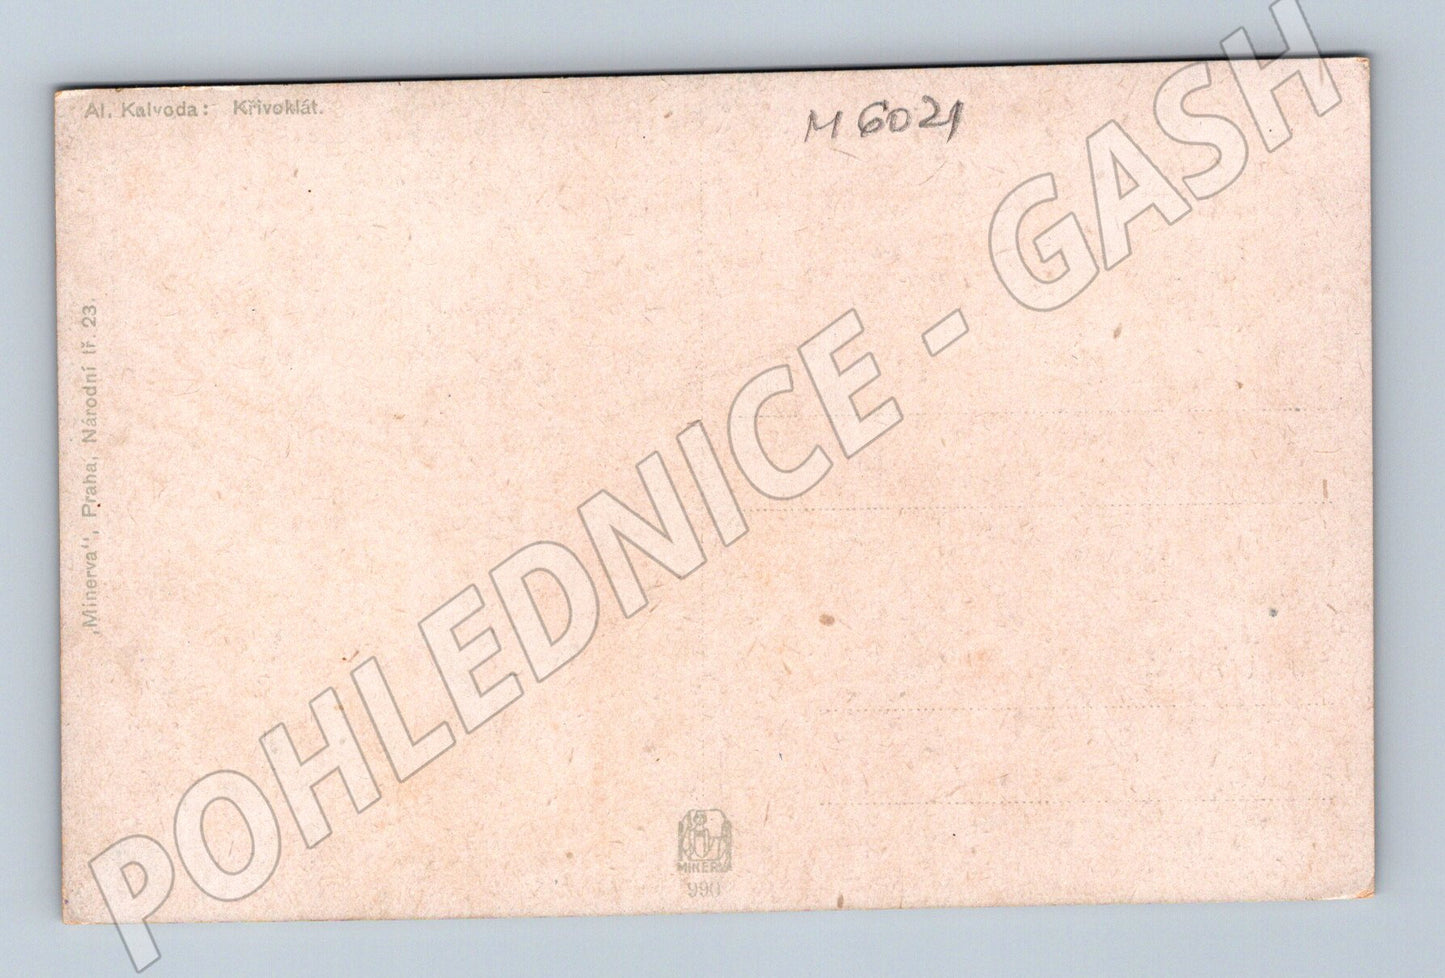 Al. Kalvoda: Křivoklát.
M 6021
„Minerva“, Praha, Národní tř. 23.
POHLEDNICE - GASH
MINERVA
990